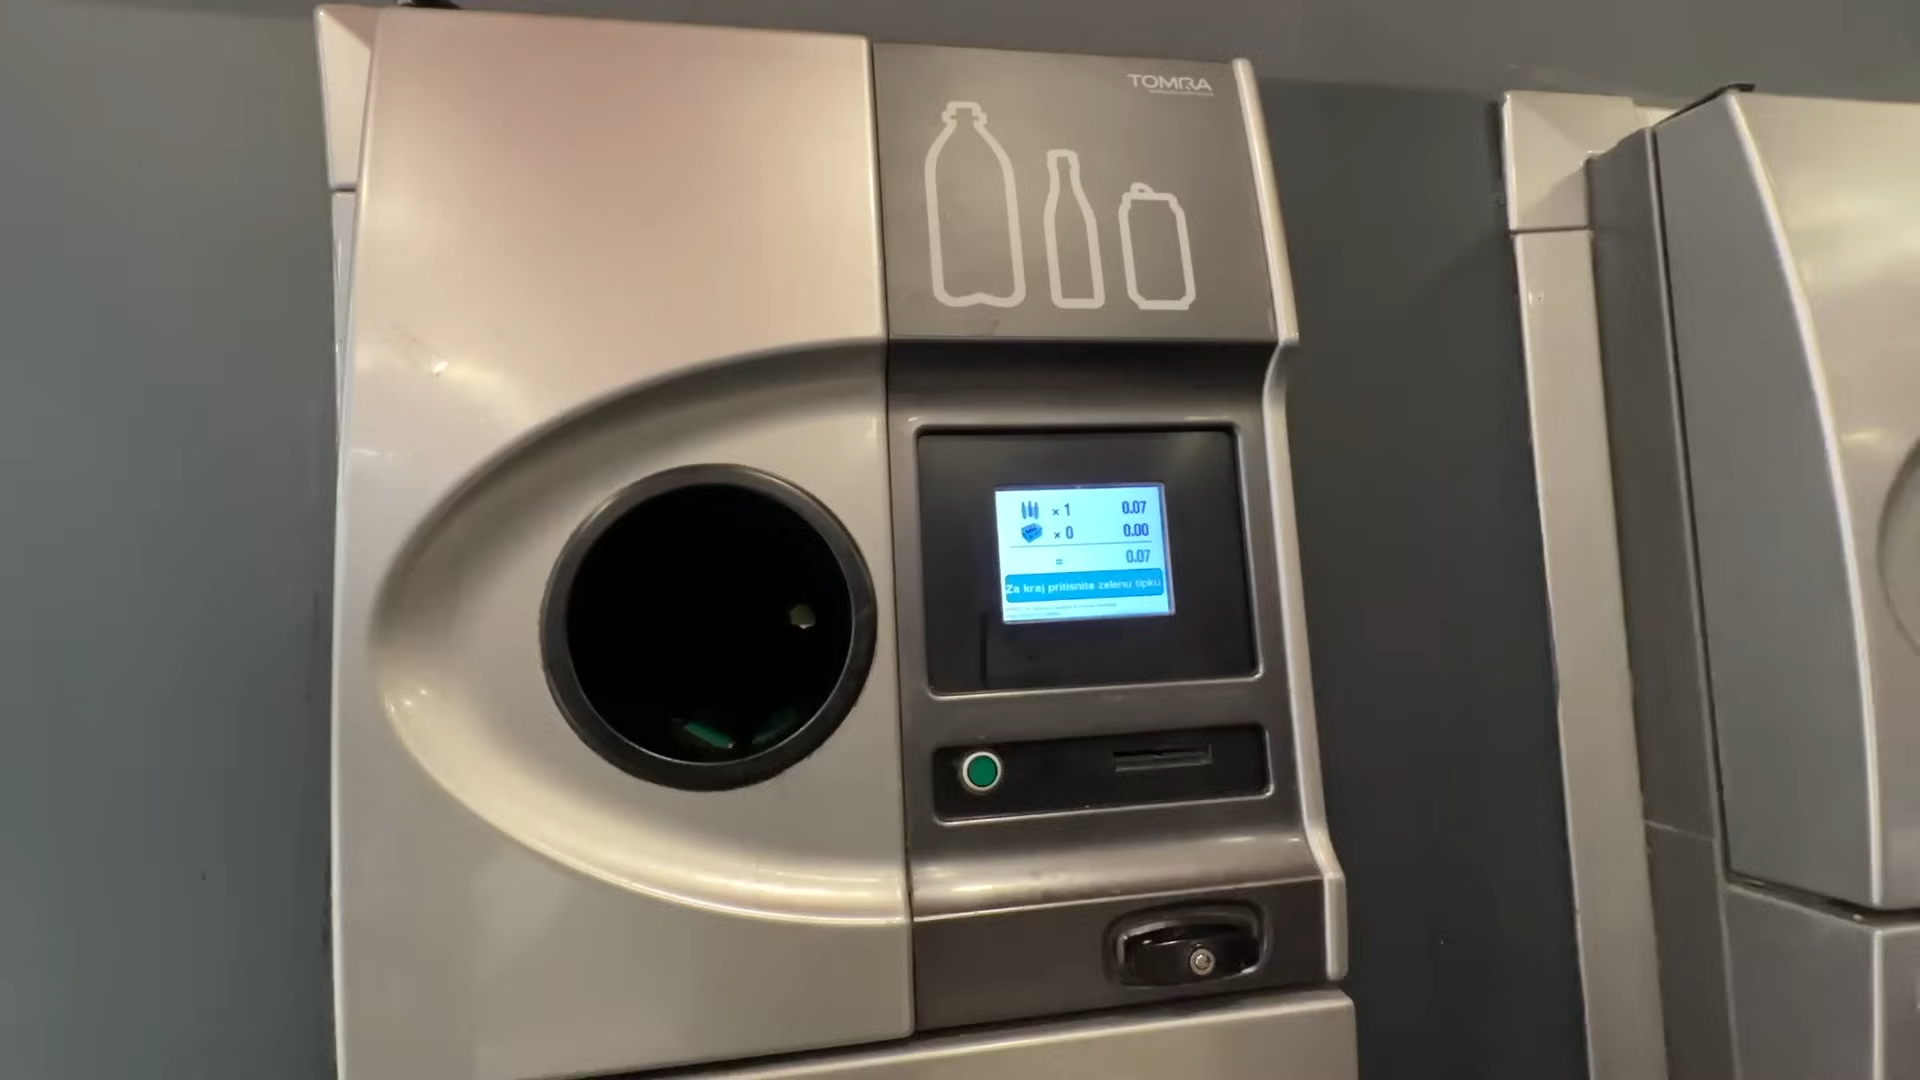 TOMRA
× 1 0.07
× 0 0.00
= 0.07
Za kraj pritisnite zelenu tipku